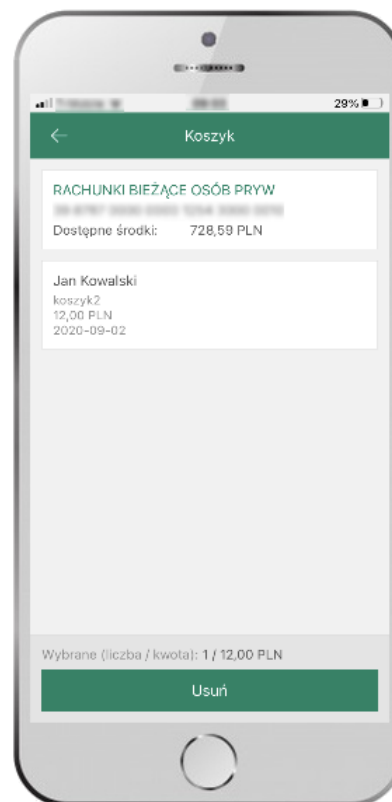 29%
Koszyk
RACHUNKI BIEŻĄCE OSÓB PRYW
Dostępne środki: 728,59 PLN
Jan Kowalski
koszyk2
12,00 PLN
2020-09-02
Wybrane (liczba / kwota): 1 / 12,00 PLN
Usuń